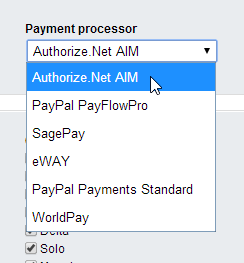 Payment processor
Authorize.Net AIM
Authorize.Net AIM
PayPal PayFlowPro
SagePay
eWAY
PayPal Payments Standard
WorldPay
Delta
Solo